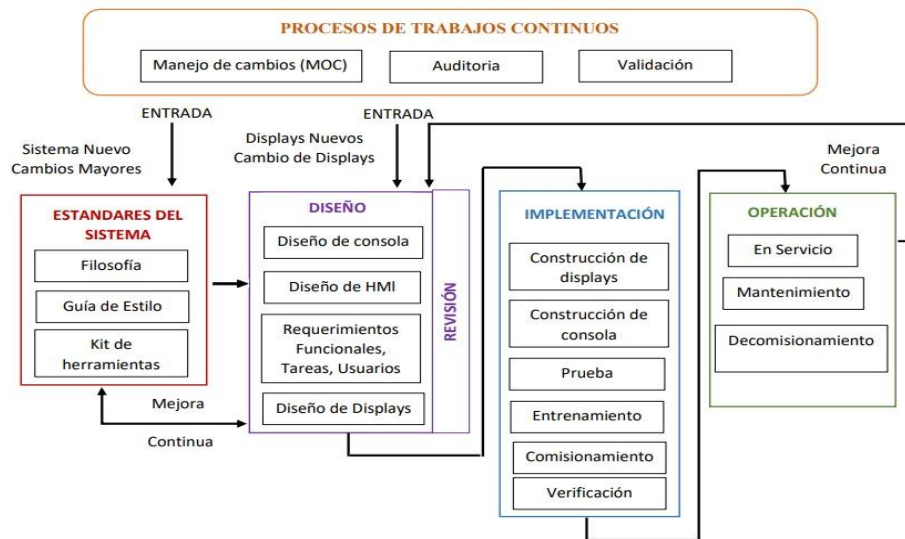 PROCESOS DE TRABAJOS CONTINUOS
Manejo de cambios (MOC)
Auditoria
Validación
ENTRADA
Sistema Nuevo
Cambios Mayores
ENTRADA
Displays Nuevos
Cambio de Displays
Mejora
Continua
ESTANDARES DEL
SISTEMA
Filosofía
Guía de Estilo
Kit de
herramientas
Mejora
Continua
DISEÑO
Diseño de consola
Diseño de HMI
Requerimientos
Funcionales,
Tareas, Usuarios
Diseño de Displays
REVISIÓN
IMPLEMENTACIÓN
Construcción de
displays
Construcción de
consola
Prueba
Entrenamiento
Comisionamiento
Verificación
OPERACIÓN
En Servicio
Mantenimiento
Decomisionamiento